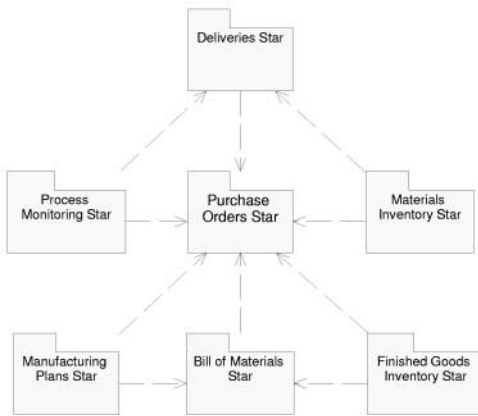 Deliveries Star
Process
Monitoring Star
Purchase
Orders Star
Materials
Inventory Star
Manufacturing
Plans Star
Bill of Materials
Star
Finished Goods
Inventory Star